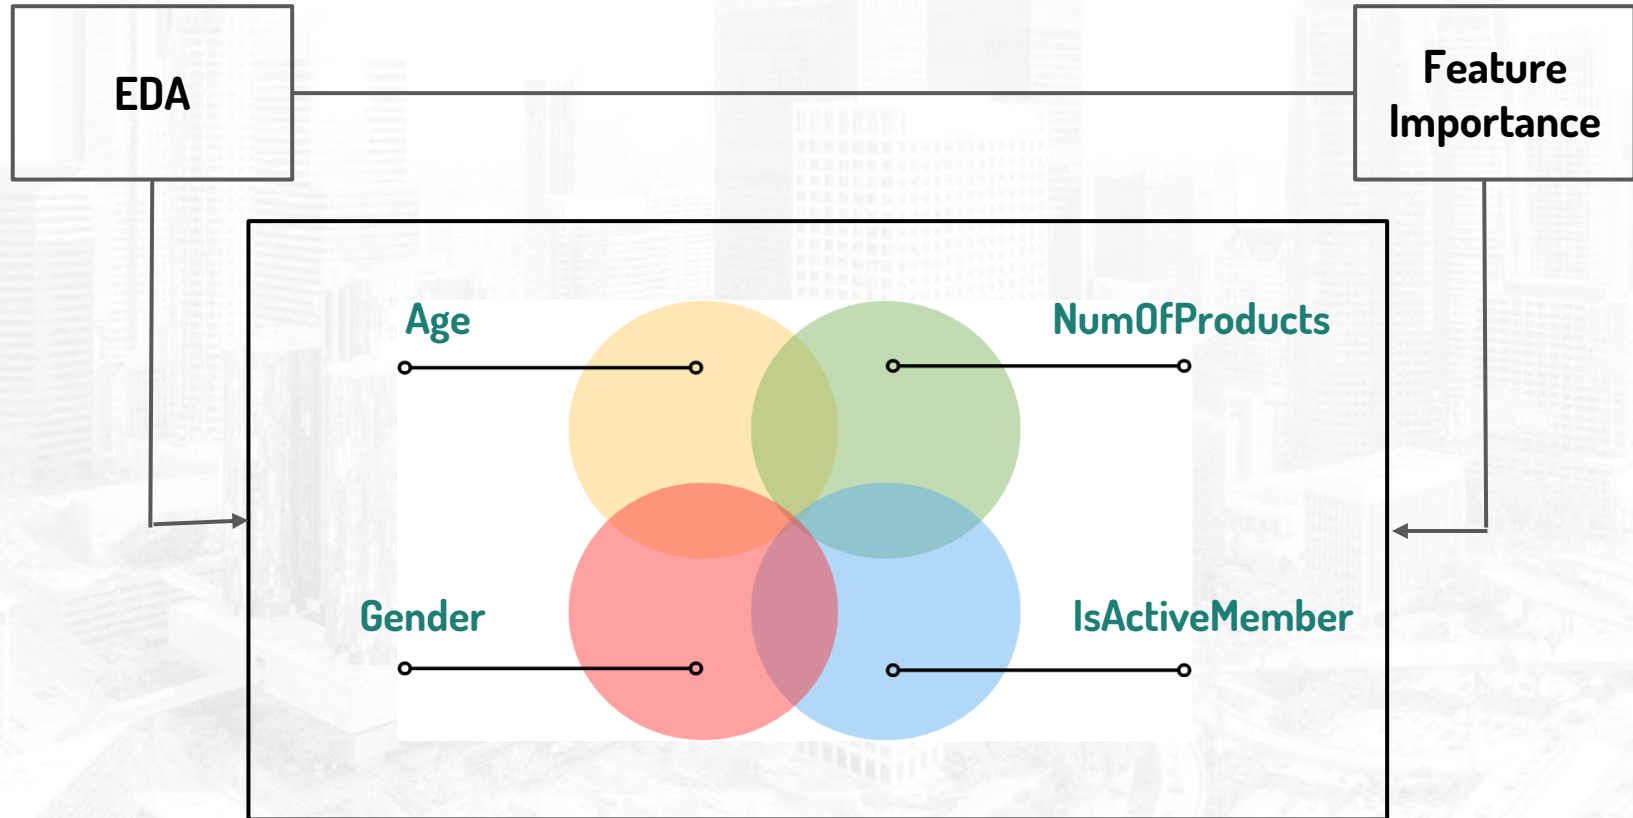 EDA
Feature
Importance
Age
NumOfProducts
Gender
IsActiveMember